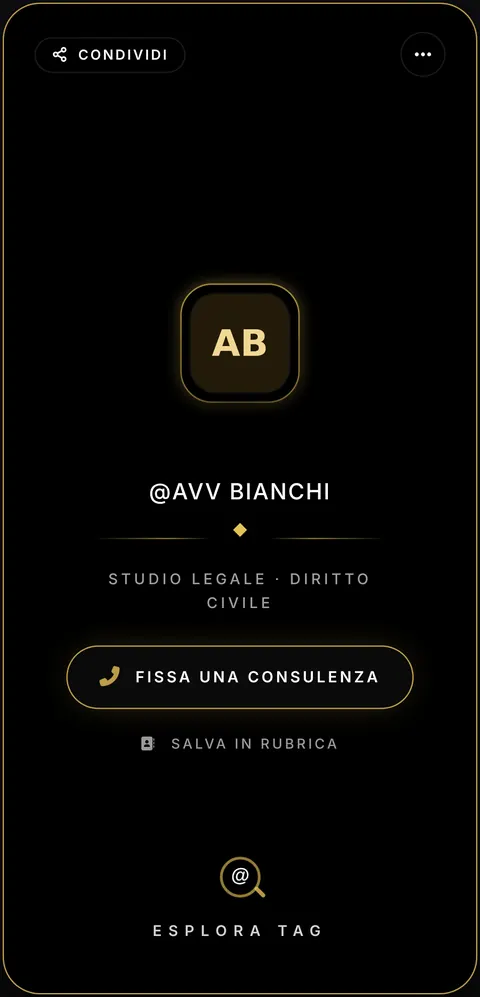 CONDIVIDI
AB
@AVV BIANCHI
STUDIO LEGALE · DIRITTO
CIVILE
FISSA UNA CONSULENZA
SALVA IN RUBRICA
@
ESPLORA TAG